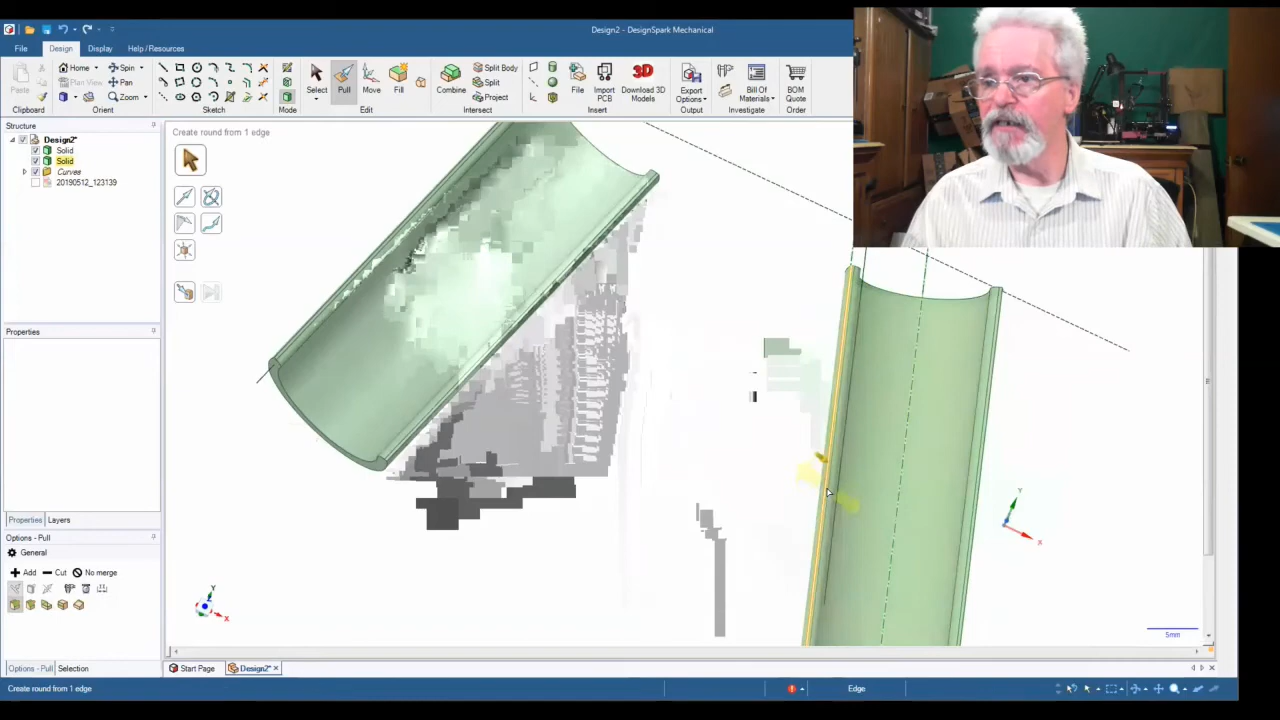 Design2 - DesignSpark Mechanical
File Design Display Help / Resources
Paste
Clipboard
Home Spin
Plan View Pan
Zoom
Orient
Sketch
Mode
Select Pull Move Fill
Edit
Combine
Split Body
Split
Project
Intersect
File Import PCB Download 3D Models
3D
Insert
Export Options
Output
Bill Of Materials
Investigate
BOM Quote
Order
Structure
Design2*
Solid
Solid
Curves
20190512_123139
Create round from 1 edge
Properties
Properties Layers
Options - Pull
General
Add Cut No merge
Y
X
Y
X
5mm
Options - Pull Selection
Start Page Design2*
Create round from 1 edge
Edge